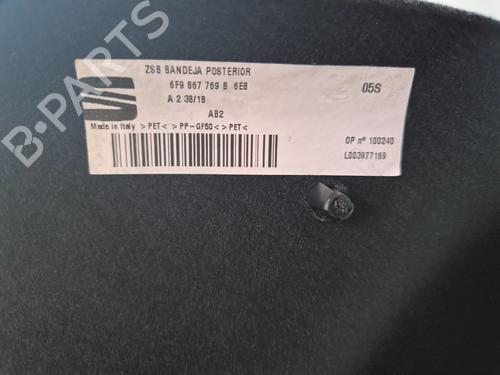 ZSB BANDEJA POSTERIOR
6F9 867 769 B 6E8
A 2 38/18
05S
AB2
Made in Italy >PET< >PP-GF50< >PET<
OP nº 100240
L003977169
B-PARTS